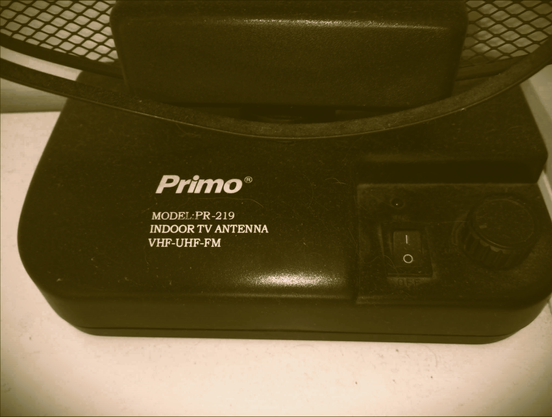 Primo®
MODEL:PR-219
INDOOR TV ANTENNA
VHF-UHF-FM
I
O